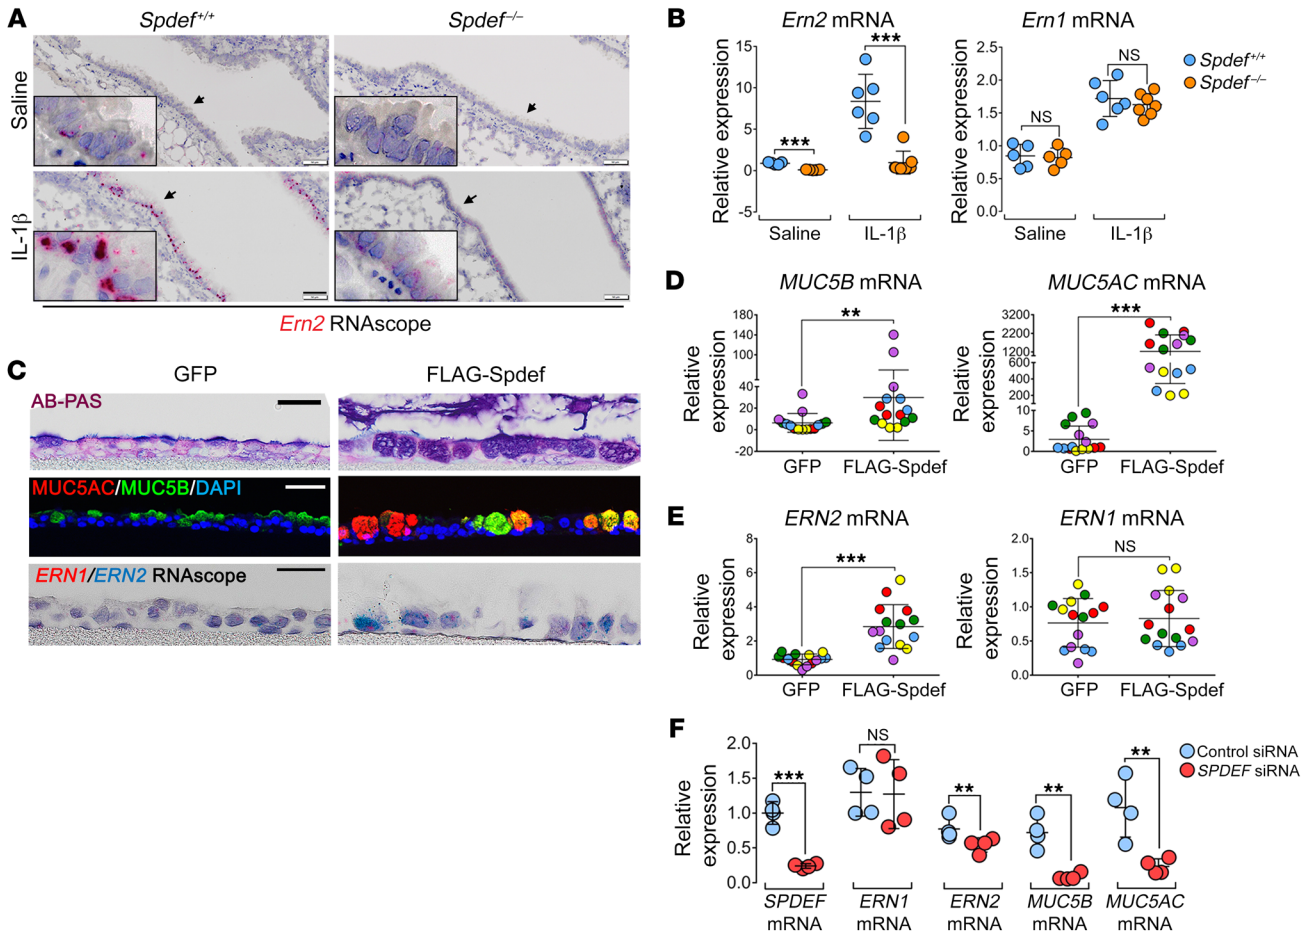 A
Spdef+/+
Spdef−/−
Saline
IL-1β
Ern2 RNAscope
B
Ern2 mRNA
Relative expression
15
10
5
0
-5
***
***
Saline
IL-1β
Ern1 mRNA
Relative expression
2.5
2.0
1.5
1.0
0.5
0.0
NS
NS
Saline
IL-1β
Spdef+/+
Spdef−/−
C
GFP
FLAG-Spdef
AB-PAS
MUC5AC/MUC5B/DAPI
ERN1/ERN2 RNAscope
D
MUC5B mRNA
Relative
expression
180
140
100
40
20
0
-20
**
GFP
FLAG-Spdef
MUC5AC mRNA
Relative
expression
3200
2200
1200
600
400
200
10
5
0
***
GFP
FLAG-Spdef
E
ERN2 mRNA
Relative
expression
8
6
4
2
0
***
GFP
FLAG-Spdef
ERN1 mRNA
Relative
expression
2.0
1.5
1.0
0.5
0.0
NS
GFP
FLAG-Spdef
F
Relative
expression
2.0
1.5
1.0
0.5
0.0
***
NS
**
**
**
SPDEF
mRNA
ERN1
mRNA
ERN2
mRNA
MUC5B
mRNA
MUC5AC
mRNA
Control siRNA
SPDEF siRNA